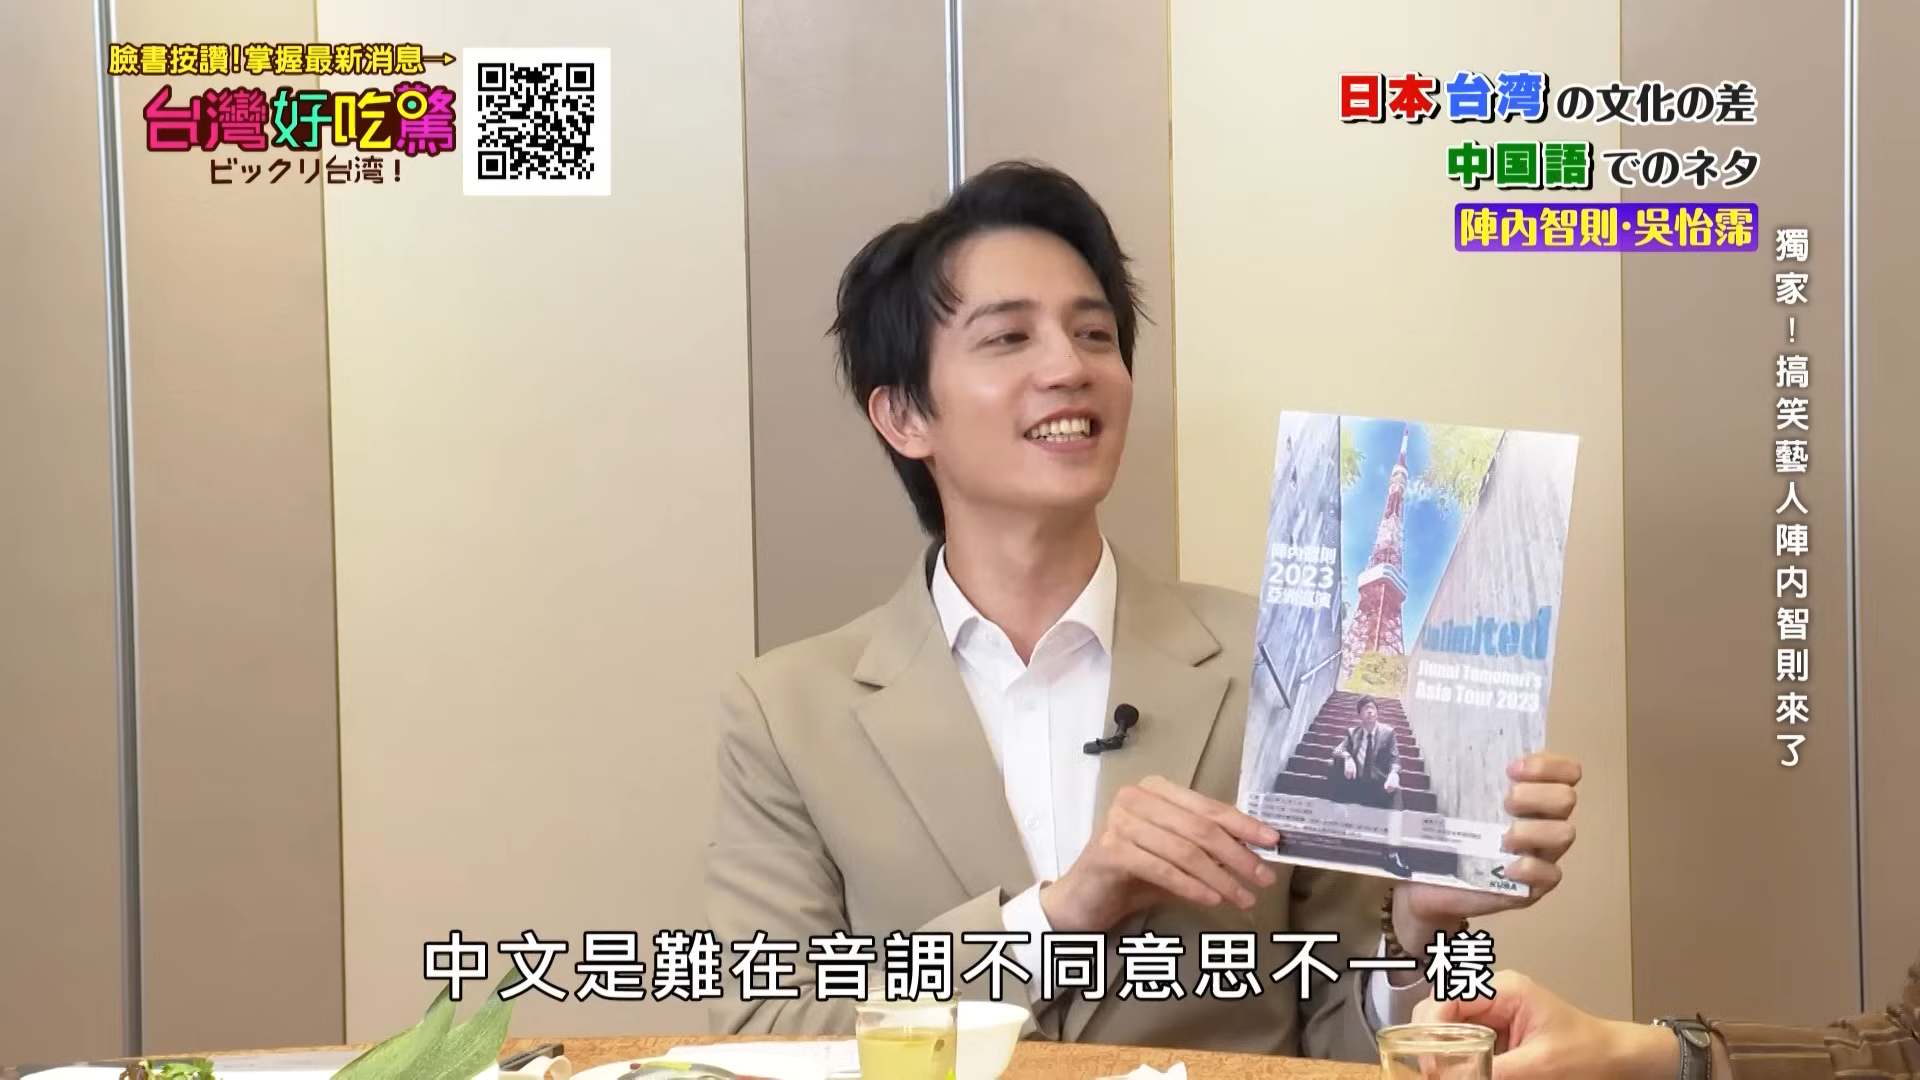 臉書按讚!掌握最新消息→
台灣好吃驚
ビックリ台湾!
日本台湾の文化の差
中国語でのネタ
陣內智則·吳怡霈
獨家!搞笑藝人陣内智則來了
陣內智則
2023
亞洲巡演
Unlimited
Jinnai Tomonori's
Asia Tour 2023
KUBA
中文是難在音調不同意思不一樣